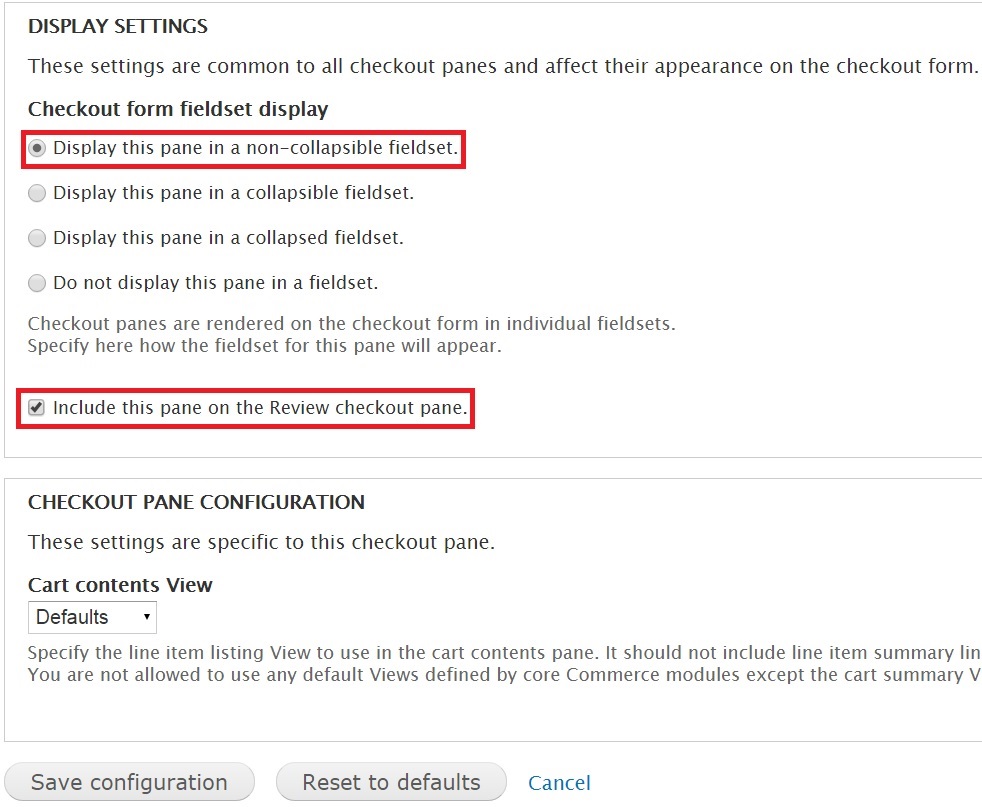 DISPLAY SETTINGS
These settings are common to all checkout panes and affect their appearance on the checkout form.
Checkout form fieldset display
Display this pane in a non-collapsible fieldset.
Display this pane in a collapsible fieldset.
Display this pane in a collapsed fieldset.
Do not display this pane in a fieldset.
Checkout panes are rendered on the checkout form in individual fieldsets.
Specify here how the fieldset for this pane will appear.
Include this pane on the Review checkout pane.
CHECKOUT PANE CONFIGURATION
These settings are specific to this checkout pane.
Cart contents View
Defaults
Specify the line item listing View to use in the cart contents pane. It should not include line item summary lin
You are not allowed to use any default Views defined by core Commerce modules except the cart summary V
Save configuration Reset to defaults Cancel